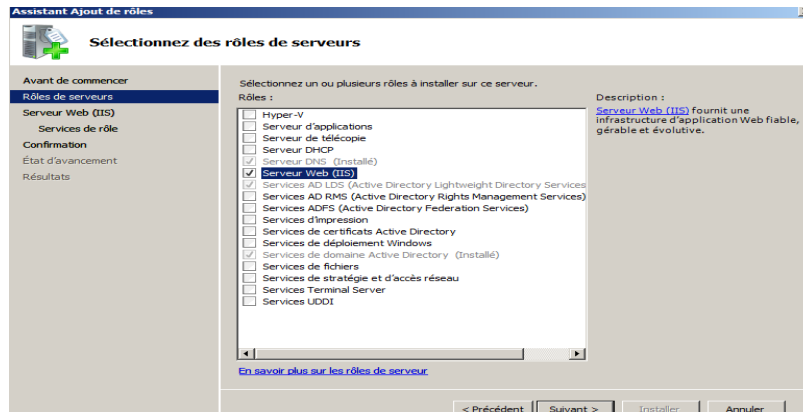 Assistant Ajout de rôles
Sélectionnez des rôles de serveurs
Avant de commencer
Rôles de serveurs
Serveur Web (IIS)
Services de rôle
Confirmation
État d'avancement
Résultats
Sélectionnez un ou plusieurs rôles à installer sur ce serveur.
Rôles :
Hyper-V
Serveur d'applications
Serveur de télécopie
Serveur DHCP
Serveur DNS (Installé)
Serveur Web (IIS)
Services AD LDS (Active Directory Lightweight Directory Services
Services AD RMS (Active Directory Rights Management Services)
Services ADFS (Active Directory Federation Services)
Services d'impression
Services de certificats Active Directory
Services de déploiement Windows
Services de domaine Active Directory (Installé)
Services de fichiers
Services de stratégie et d'accès réseau
Services Terminal Server
Services UDDI
En savoir plus sur les rôles de serveur
Description :
Serveur Web (IIS) fournit une
infrastructure d'application Web fiable,
gérable et évolutive.
< Précédent
Suivant >
Installer
Annuler